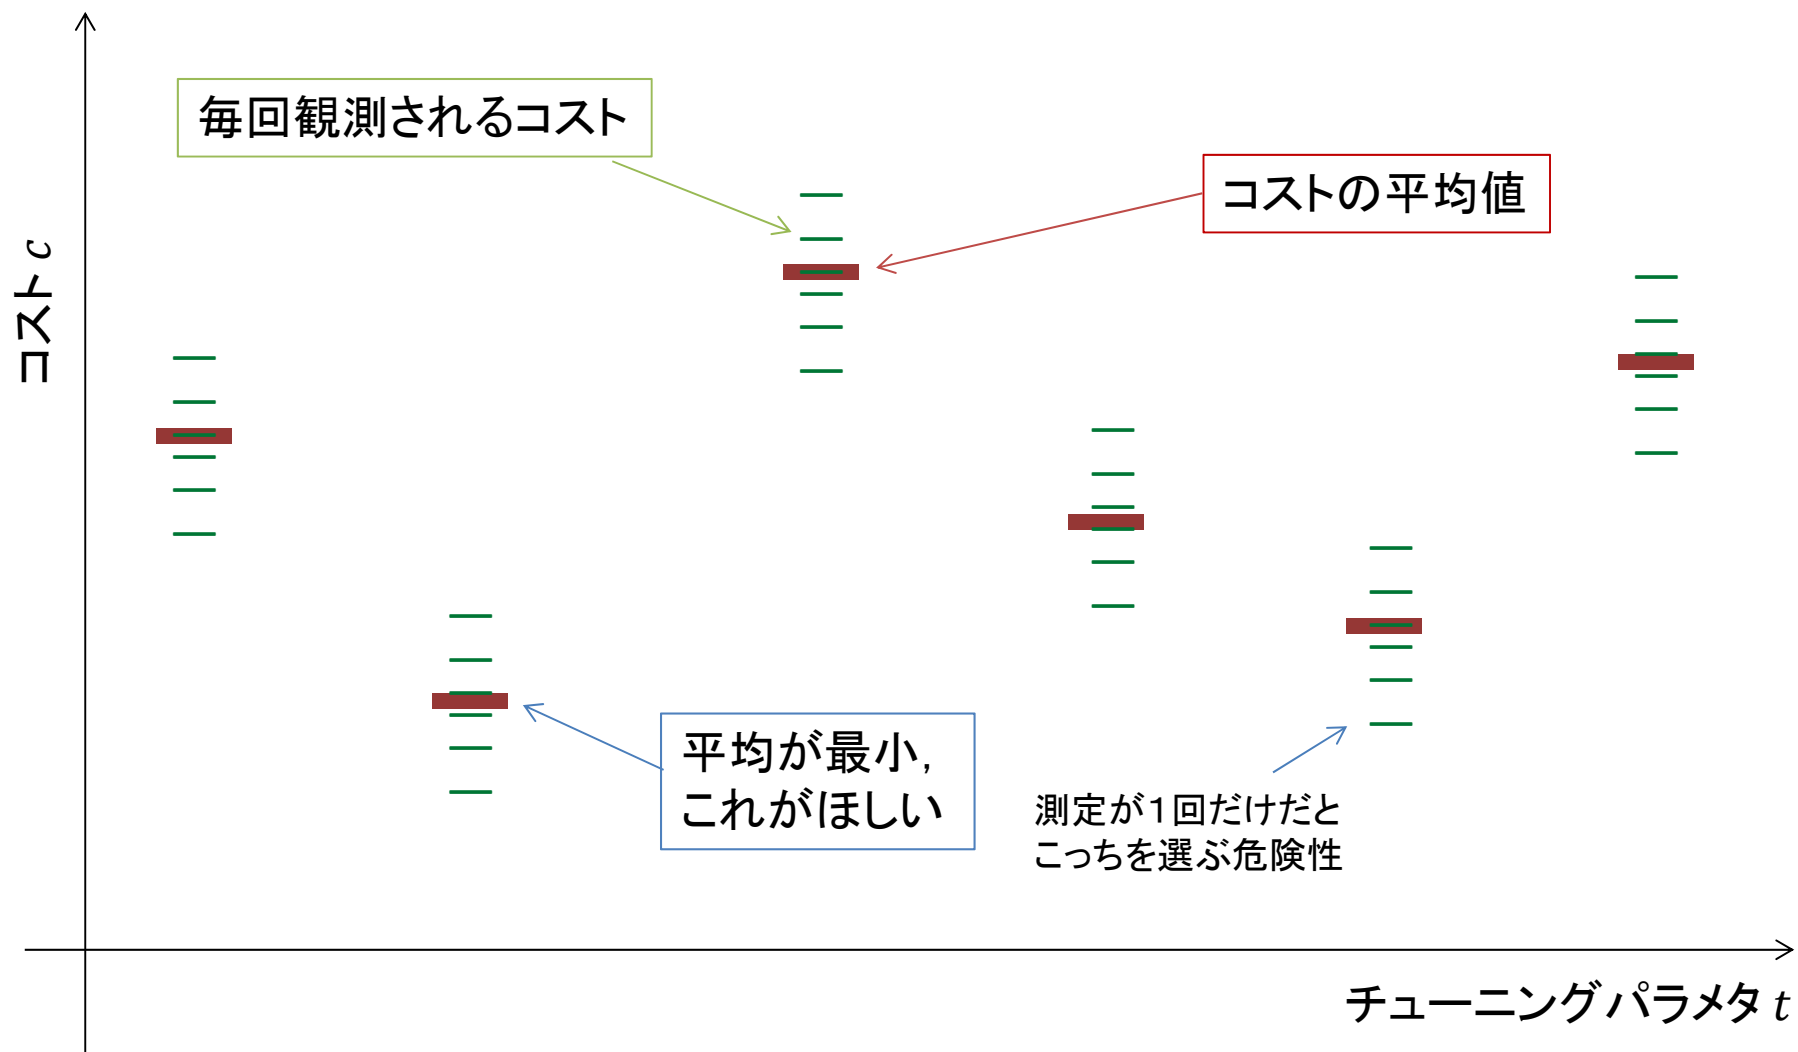 毎回観測されるコスト
コストの平均値
コスト c
平均が最小,
これがほしい
測定が１回だけだと
こっちを選ぶ危険性
チューニングパラメタ t